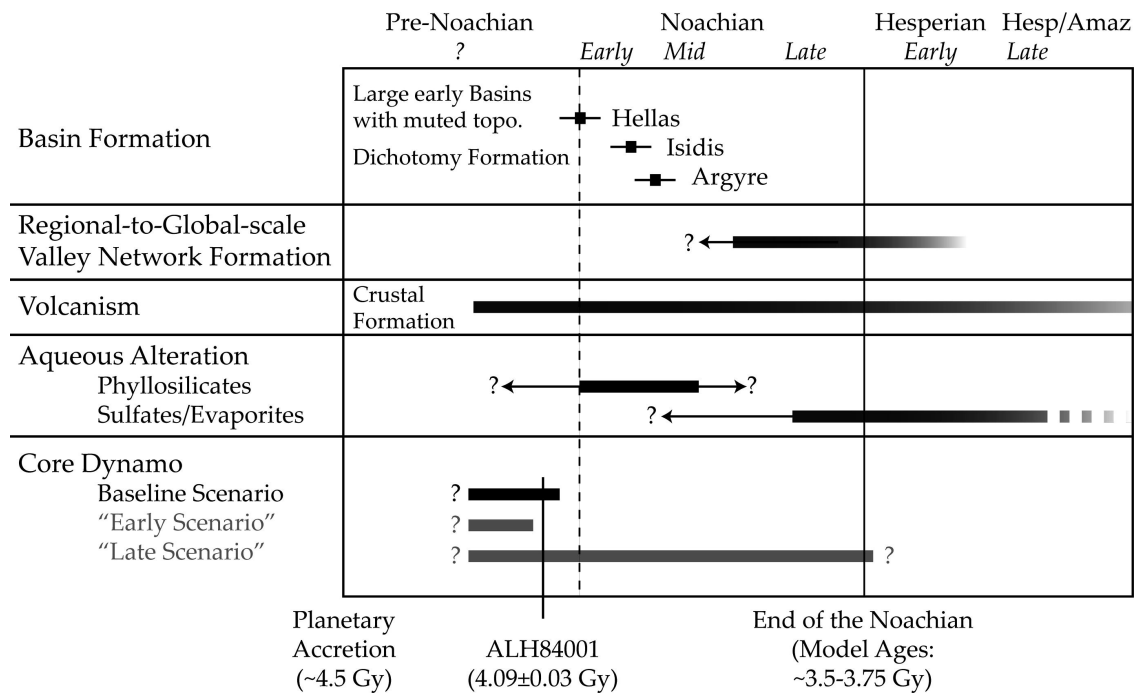 Pre-Noachian Noachian Hesperian Hesp/Amaz
? Early Mid Late Early Late
Basin Formation
Large early Basins
with muted topo.
Dichotomy Formation
Hellas
Isidis
Argyre
Regional-to-Global-scale
Valley Network Formation
?
Volcanism
Crustal
Formation
Aqueous Alteration
Phyllosilicates
? ?
Sulfates/Evaporites
?
Core Dynamo
Baseline Scenario
?
“Early Scenario”
?
“Late Scenario”
? ?
Planetary
Accretion
(~4.5 Gy)
ALH84001
(4.09±0.03 Gy)
End of the Noachian
(Model Ages:
~3.5-3.75 Gy)